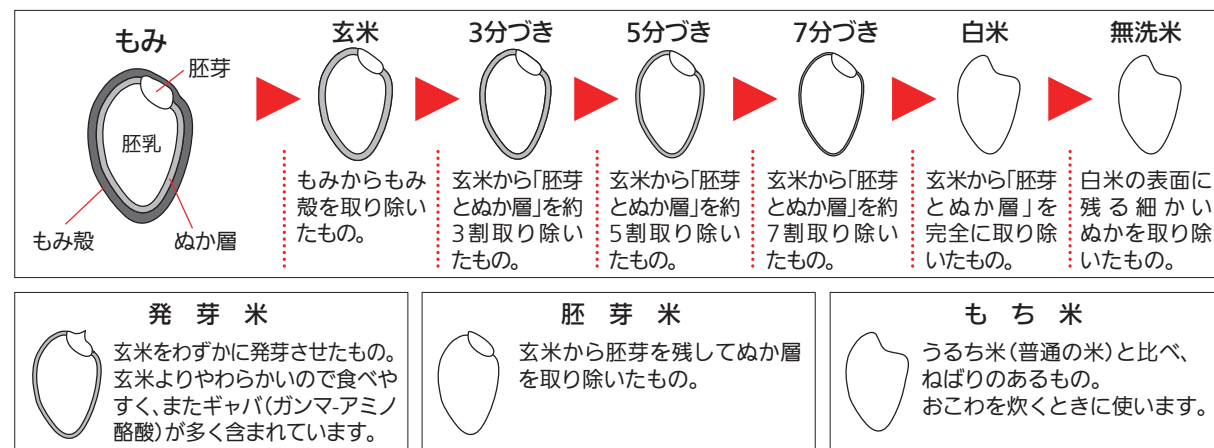 もみ
胚芽
胚乳
もみ殻
ぬか層
玄米
もみからもみ
殻を取り除い
たもの。
3分づき
玄米から「胚芽
とぬか層」を約
3割取り除い
たもの。
5分づき
玄米から「胚芽
とぬか層」を約
5割取り除い
たもの。
7分づき
玄米から「胚芽
とぬか層」を約
7割取り除い
たもの。
白米
玄米から「胚芽
とぬか層」を
完全に取り除
いたもの。
無洗米
白米の表面に
残る細かい
ぬかを取り除
いたもの。
発芽米
玄米をわずかに発芽させたもの。
玄米よりやわらかいので食べや
すく、またギャバ（ガンマ-アミノ
酪酸）が多く含まれています。
胚芽米
玄米から胚芽を残してぬか層
を取り除いたもの。
もち米
うるち米（普通の米）と比べ、
ねばりのあるもの。
おこわを炊くときに使います。